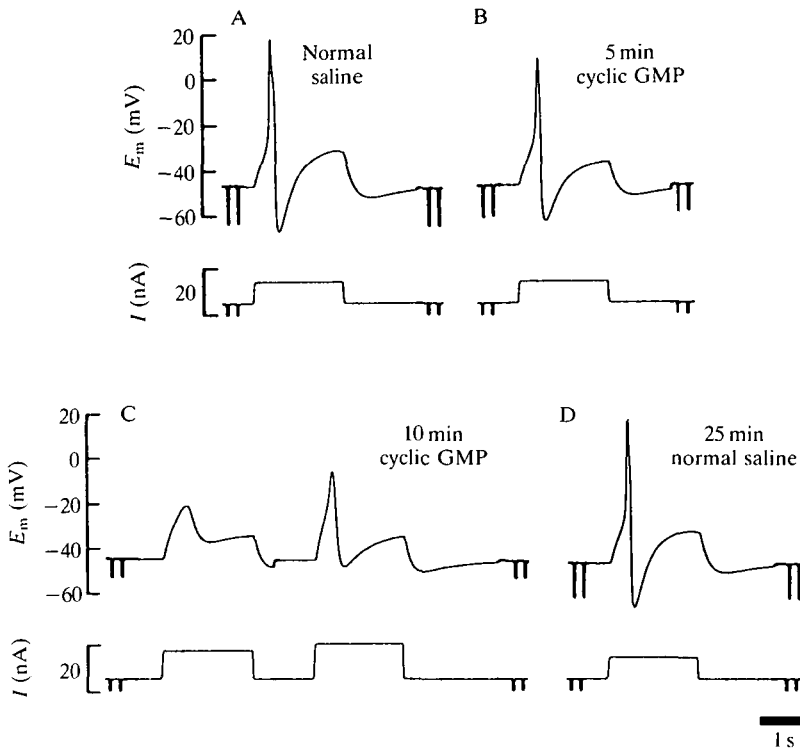 A
B
Normal
saline
5 min
cyclic GMP
20
0
−20
−40
−60
E_m (mV)
20
I (nA)
C
D
10 min
cyclic GMP
25 min
normal saline
20
0
−20
−40
−60
E_m (mV)
20
I (nA)
1 s